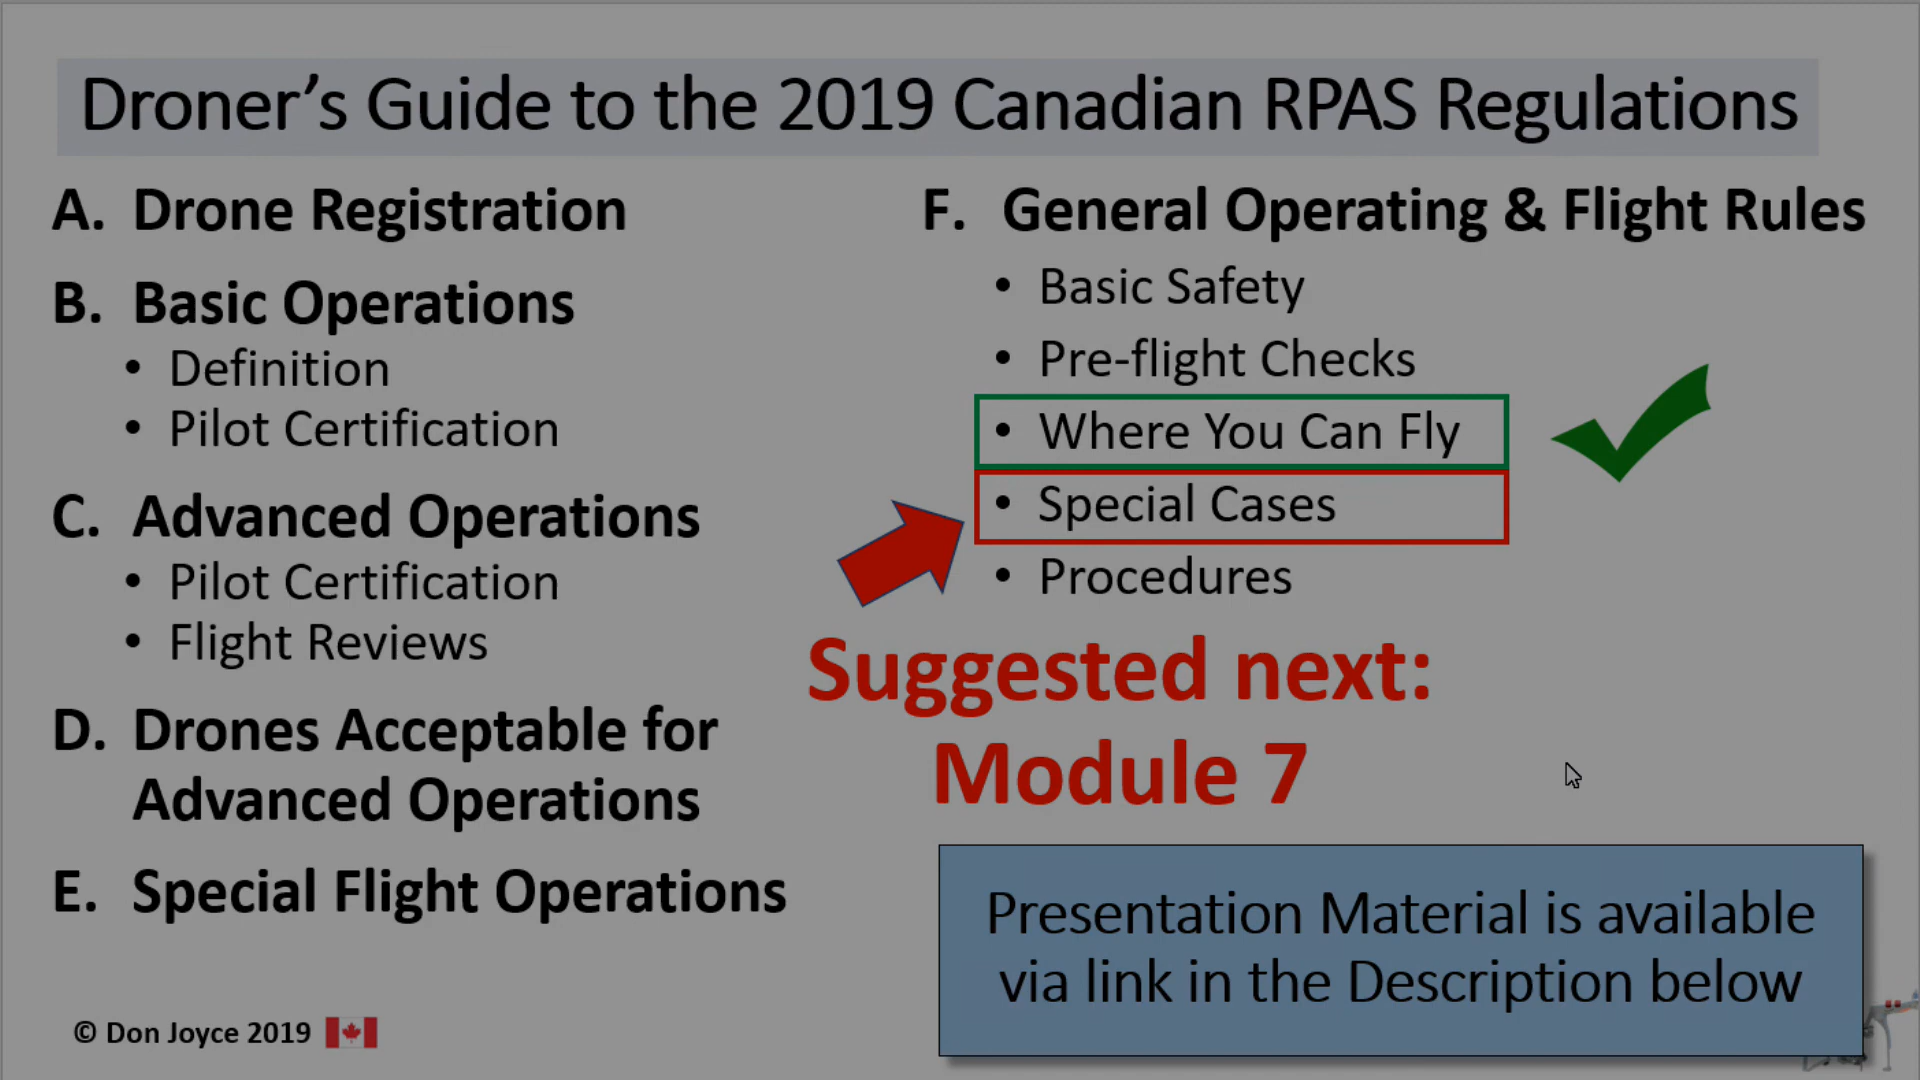 Droner's Guide to the 2019 Canadian RPAS Regulations
A. Drone Registration
B. Basic Operations
• Definition
• Pilot Certification
C. Advanced Operations
• Pilot Certification
• Flight Reviews
D. Drones Acceptable for
Advanced Operations
E. Special Flight Operations
F. General Operating & Flight Rules
• Basic Safety
• Pre-flight Checks
• Where You Can Fly
• Special Cases
• Procedures
Suggested next:
Module 7
Presentation Material is available
via link in the Description below
© Don Joyce 2019